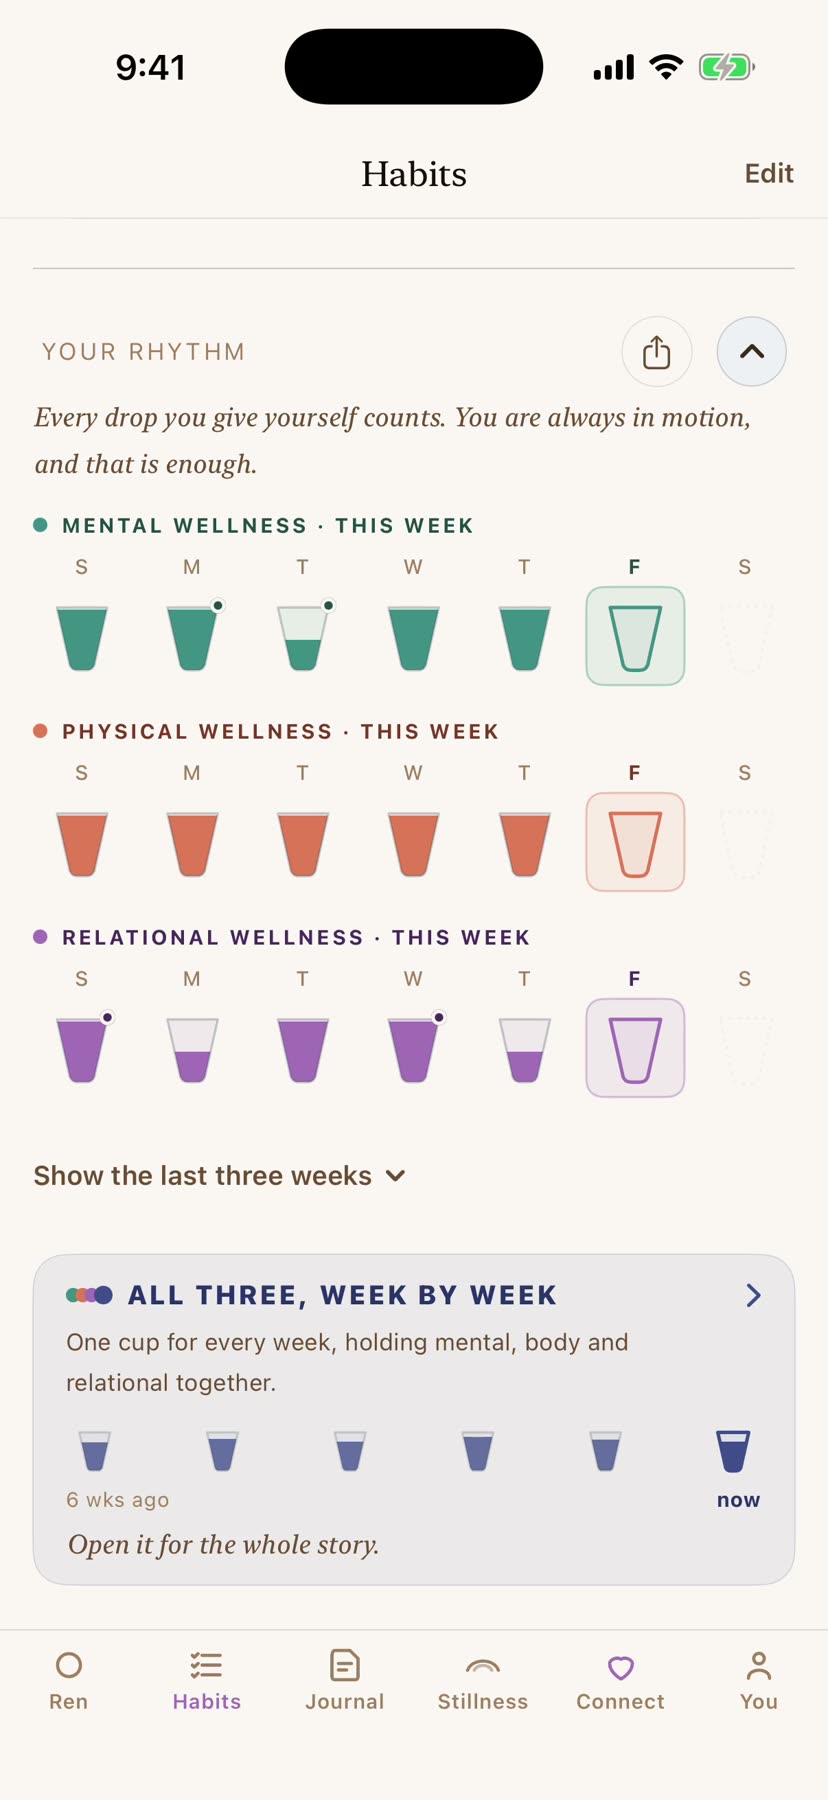 9:41
Habits
Edit
YOUR RHYTHM
Every drop you give yourself counts. You are always in motion,
and that is enough.
MENTAL WELLNESS · THIS WEEK
S M T W T F S
PHYSICAL WELLNESS · THIS WEEK
S M T W T F S
RELATIONAL WELLNESS · THIS WEEK
S M T W T F S
Show the last three weeks
ALL THREE, WEEK BY WEEK
One cup for every week, holding mental, body and
relational together.
6 wks ago
now
Open it for the whole story.
Ren Habits Journal Stillness Connect You